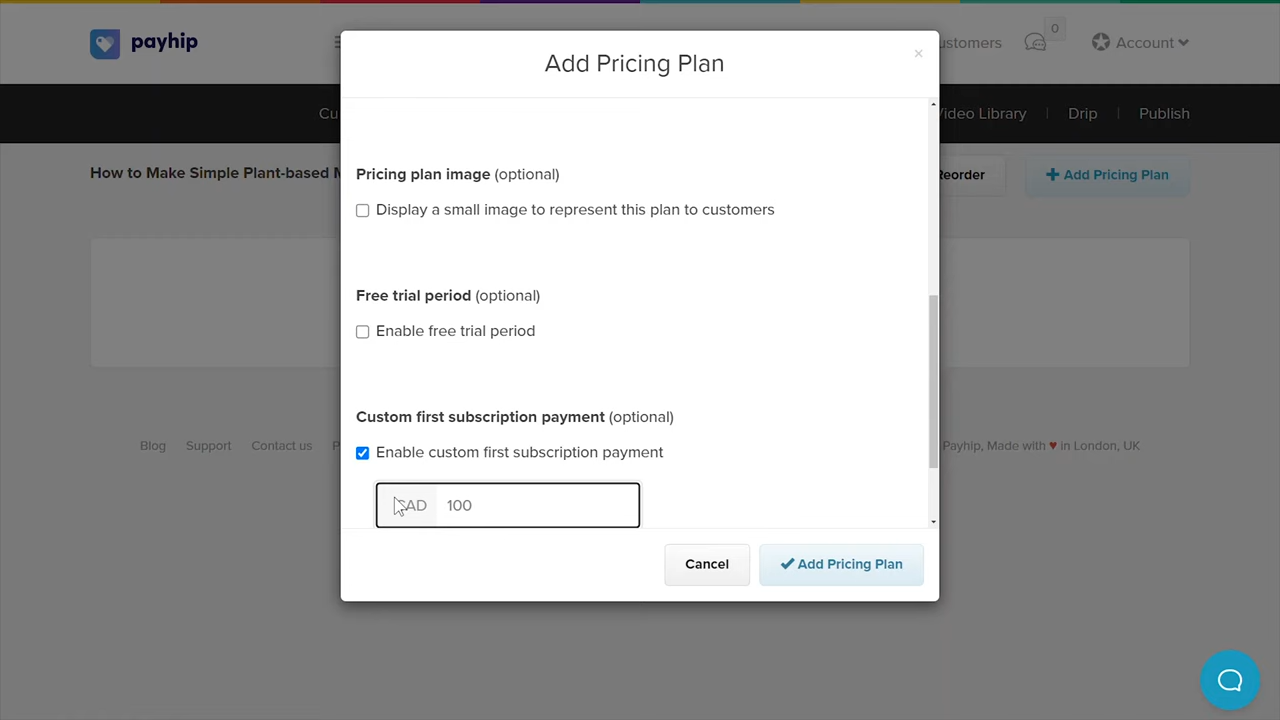 payhip
ustomers
0
Account
Add Pricing Plan
×
Cu
Video Library
Drip
Publish
How to Make Simple Plant-based M
Reorder
Add Pricing Plan
Pricing plan image (optional)
Display a small image to represent this plan to customers
Free trial period (optional)
Enable free trial period
Custom first subscription payment (optional)
Enable custom first subscription payment
CAD 100
Blog
Support
Contact us
P
Payhip, Made with ♥ in London, UK
Cancel
Add Pricing Plan